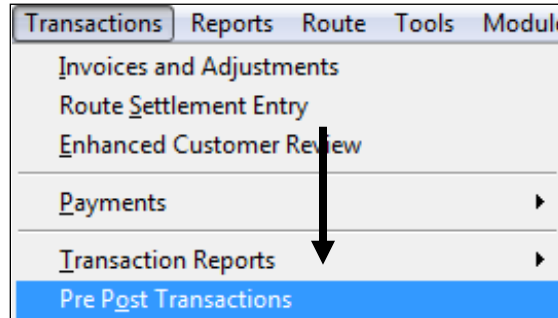 Transactions Reports Route Tools Modul
Invoices and Adjustments
Route Settlement Entry
Enhanced Customer Review
Payments
Transaction Reports
Pre Post Transactions